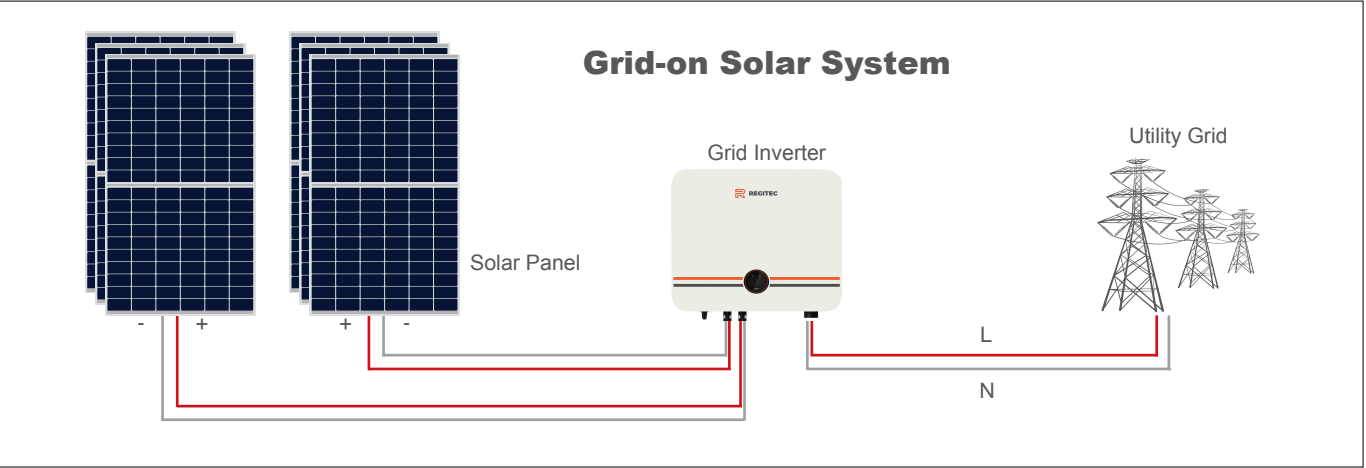 Grid-on Solar System
Utility Grid
Grid Inverter
REGITEC
Solar Panel
- + + -
L
N